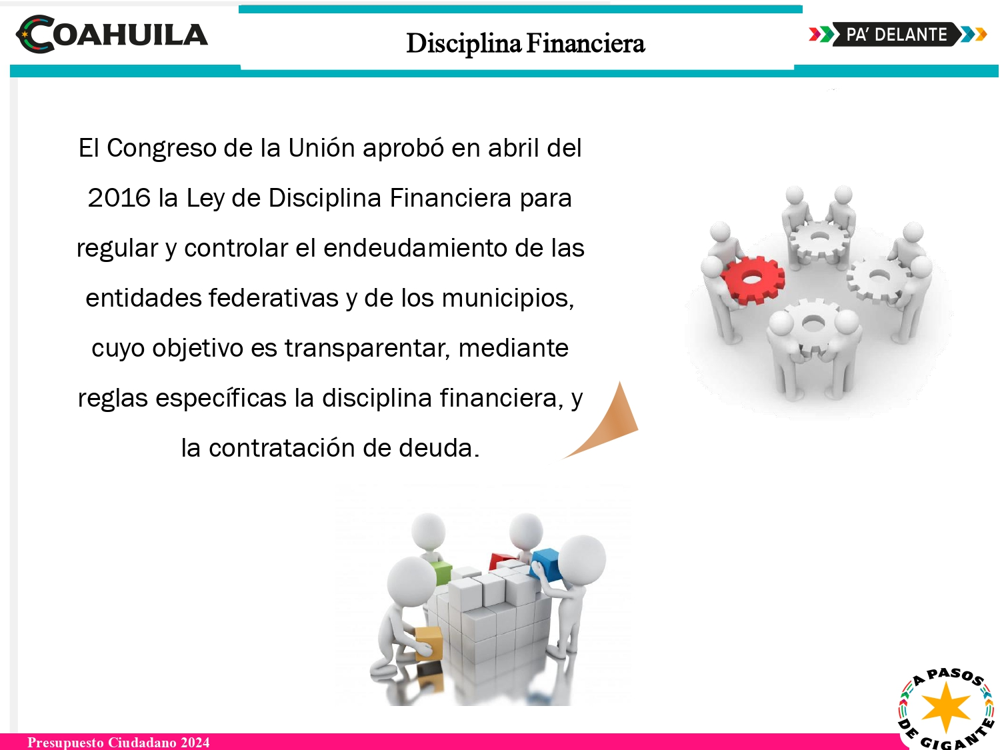 COAHUILA
Disciplina Financiera
PA’ DELANTE
El Congreso de la Unión aprobó en abril del
2016 la Ley de Disciplina Financiera para
regular y controlar el endeudamiento de las
entidades federativas y de los municipios,
cuyo objetivo es transparentar, mediante
reglas específicas la disciplina financiera, y
la contratación de deuda.
A PASOS
DE GIGANTE
Presupuesto Ciudadano 2024